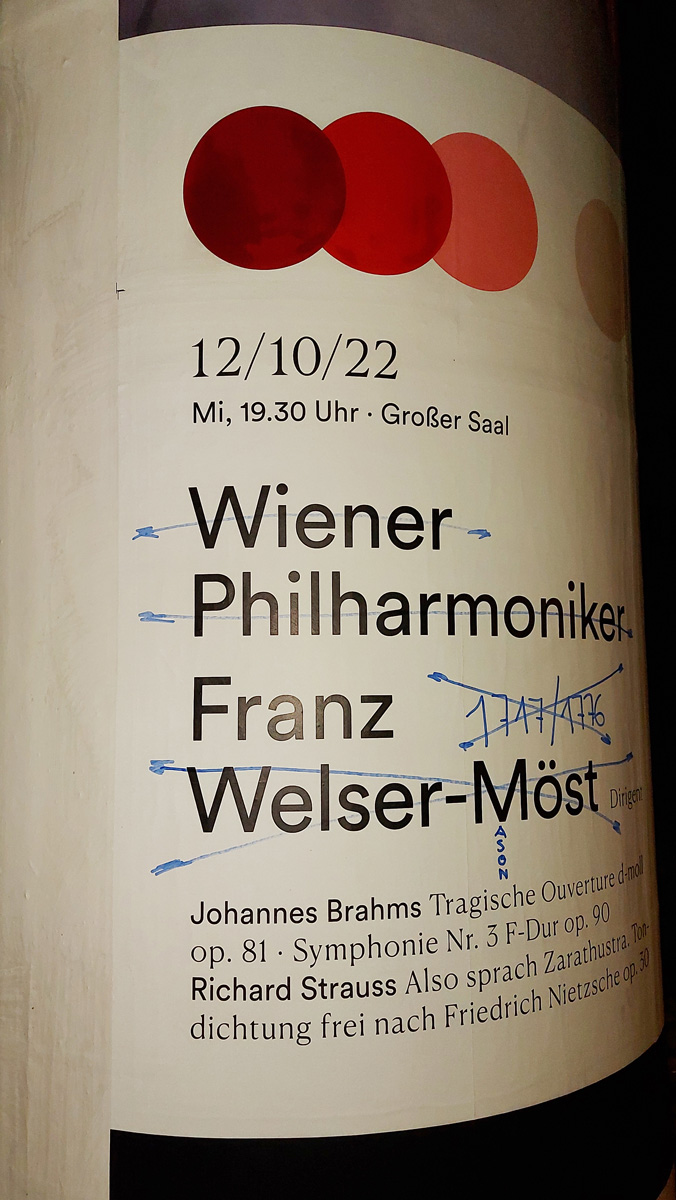 12/10/22
Mi, 19.30 Uhr · Großer Saal
Wiener
Philharmoniker
Franz
1717/1776
Welser-Möst Dirigent
A
S
O
N
Johannes Brahms Tragische Ouverture d-moll
op. 81 · Symphonie Nr. 3 F-Dur op. 90
Richard Strauss Also sprach Zarathustra. Ton-
dichtung frei nach Friedrich Nietzsche op. 30